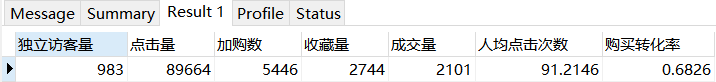 Message Summary Result 1 Profile Status
独立访客量 点击量 加购数 收藏量 成交量 人均点击次数 购买转化率
983 89664 5446 2744 2101 91.2146 0.6826